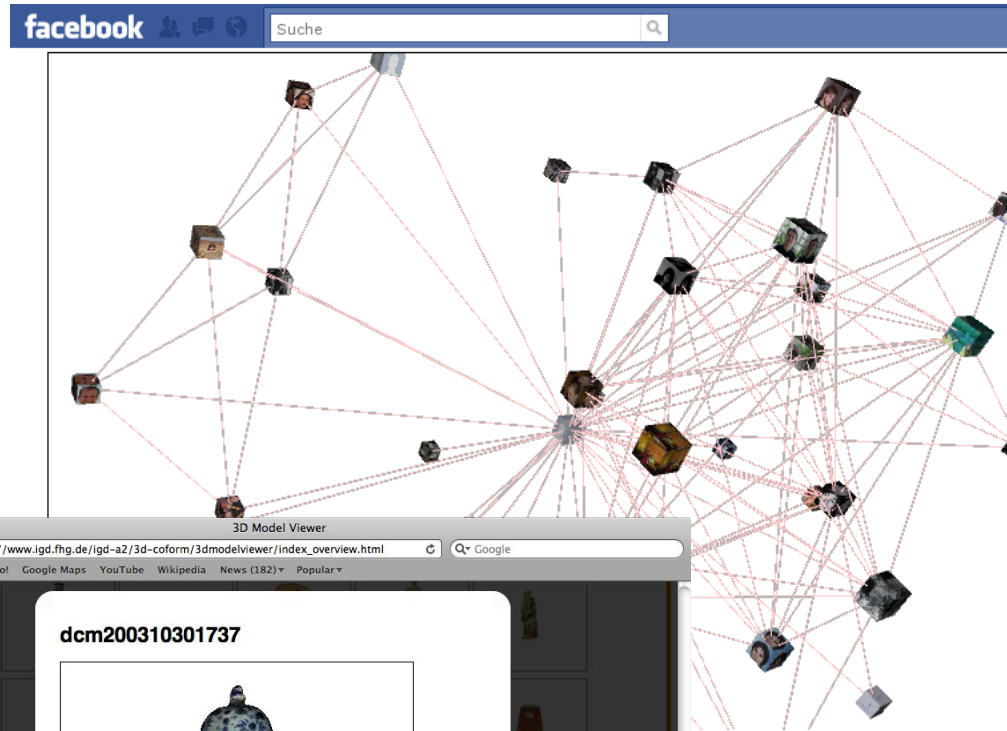 facebook Suche
3D Model Viewer
//www.igd.fhg.de/igd-a2/3d-coform/3dmodelviewer/index_overview.html Google
o! Google Maps YouTube Wikipedia News (182) Popular
dcm200310301737